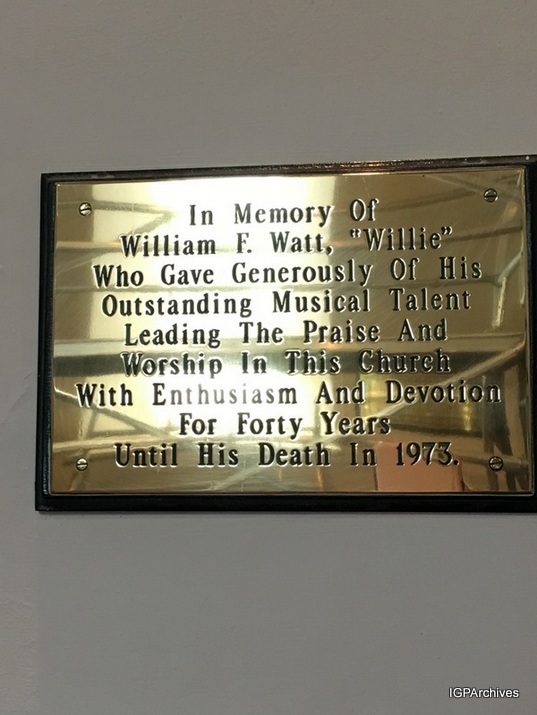 In Memory Of
William F. Watt, "Willie"
Who Gave Generously Of His
Outstanding Musical Talent
Leading The Praise And
Worship In This Church
With Enthusiasm And Devotion
For Forty Years
Until His Death In 1973.
IGPArchives